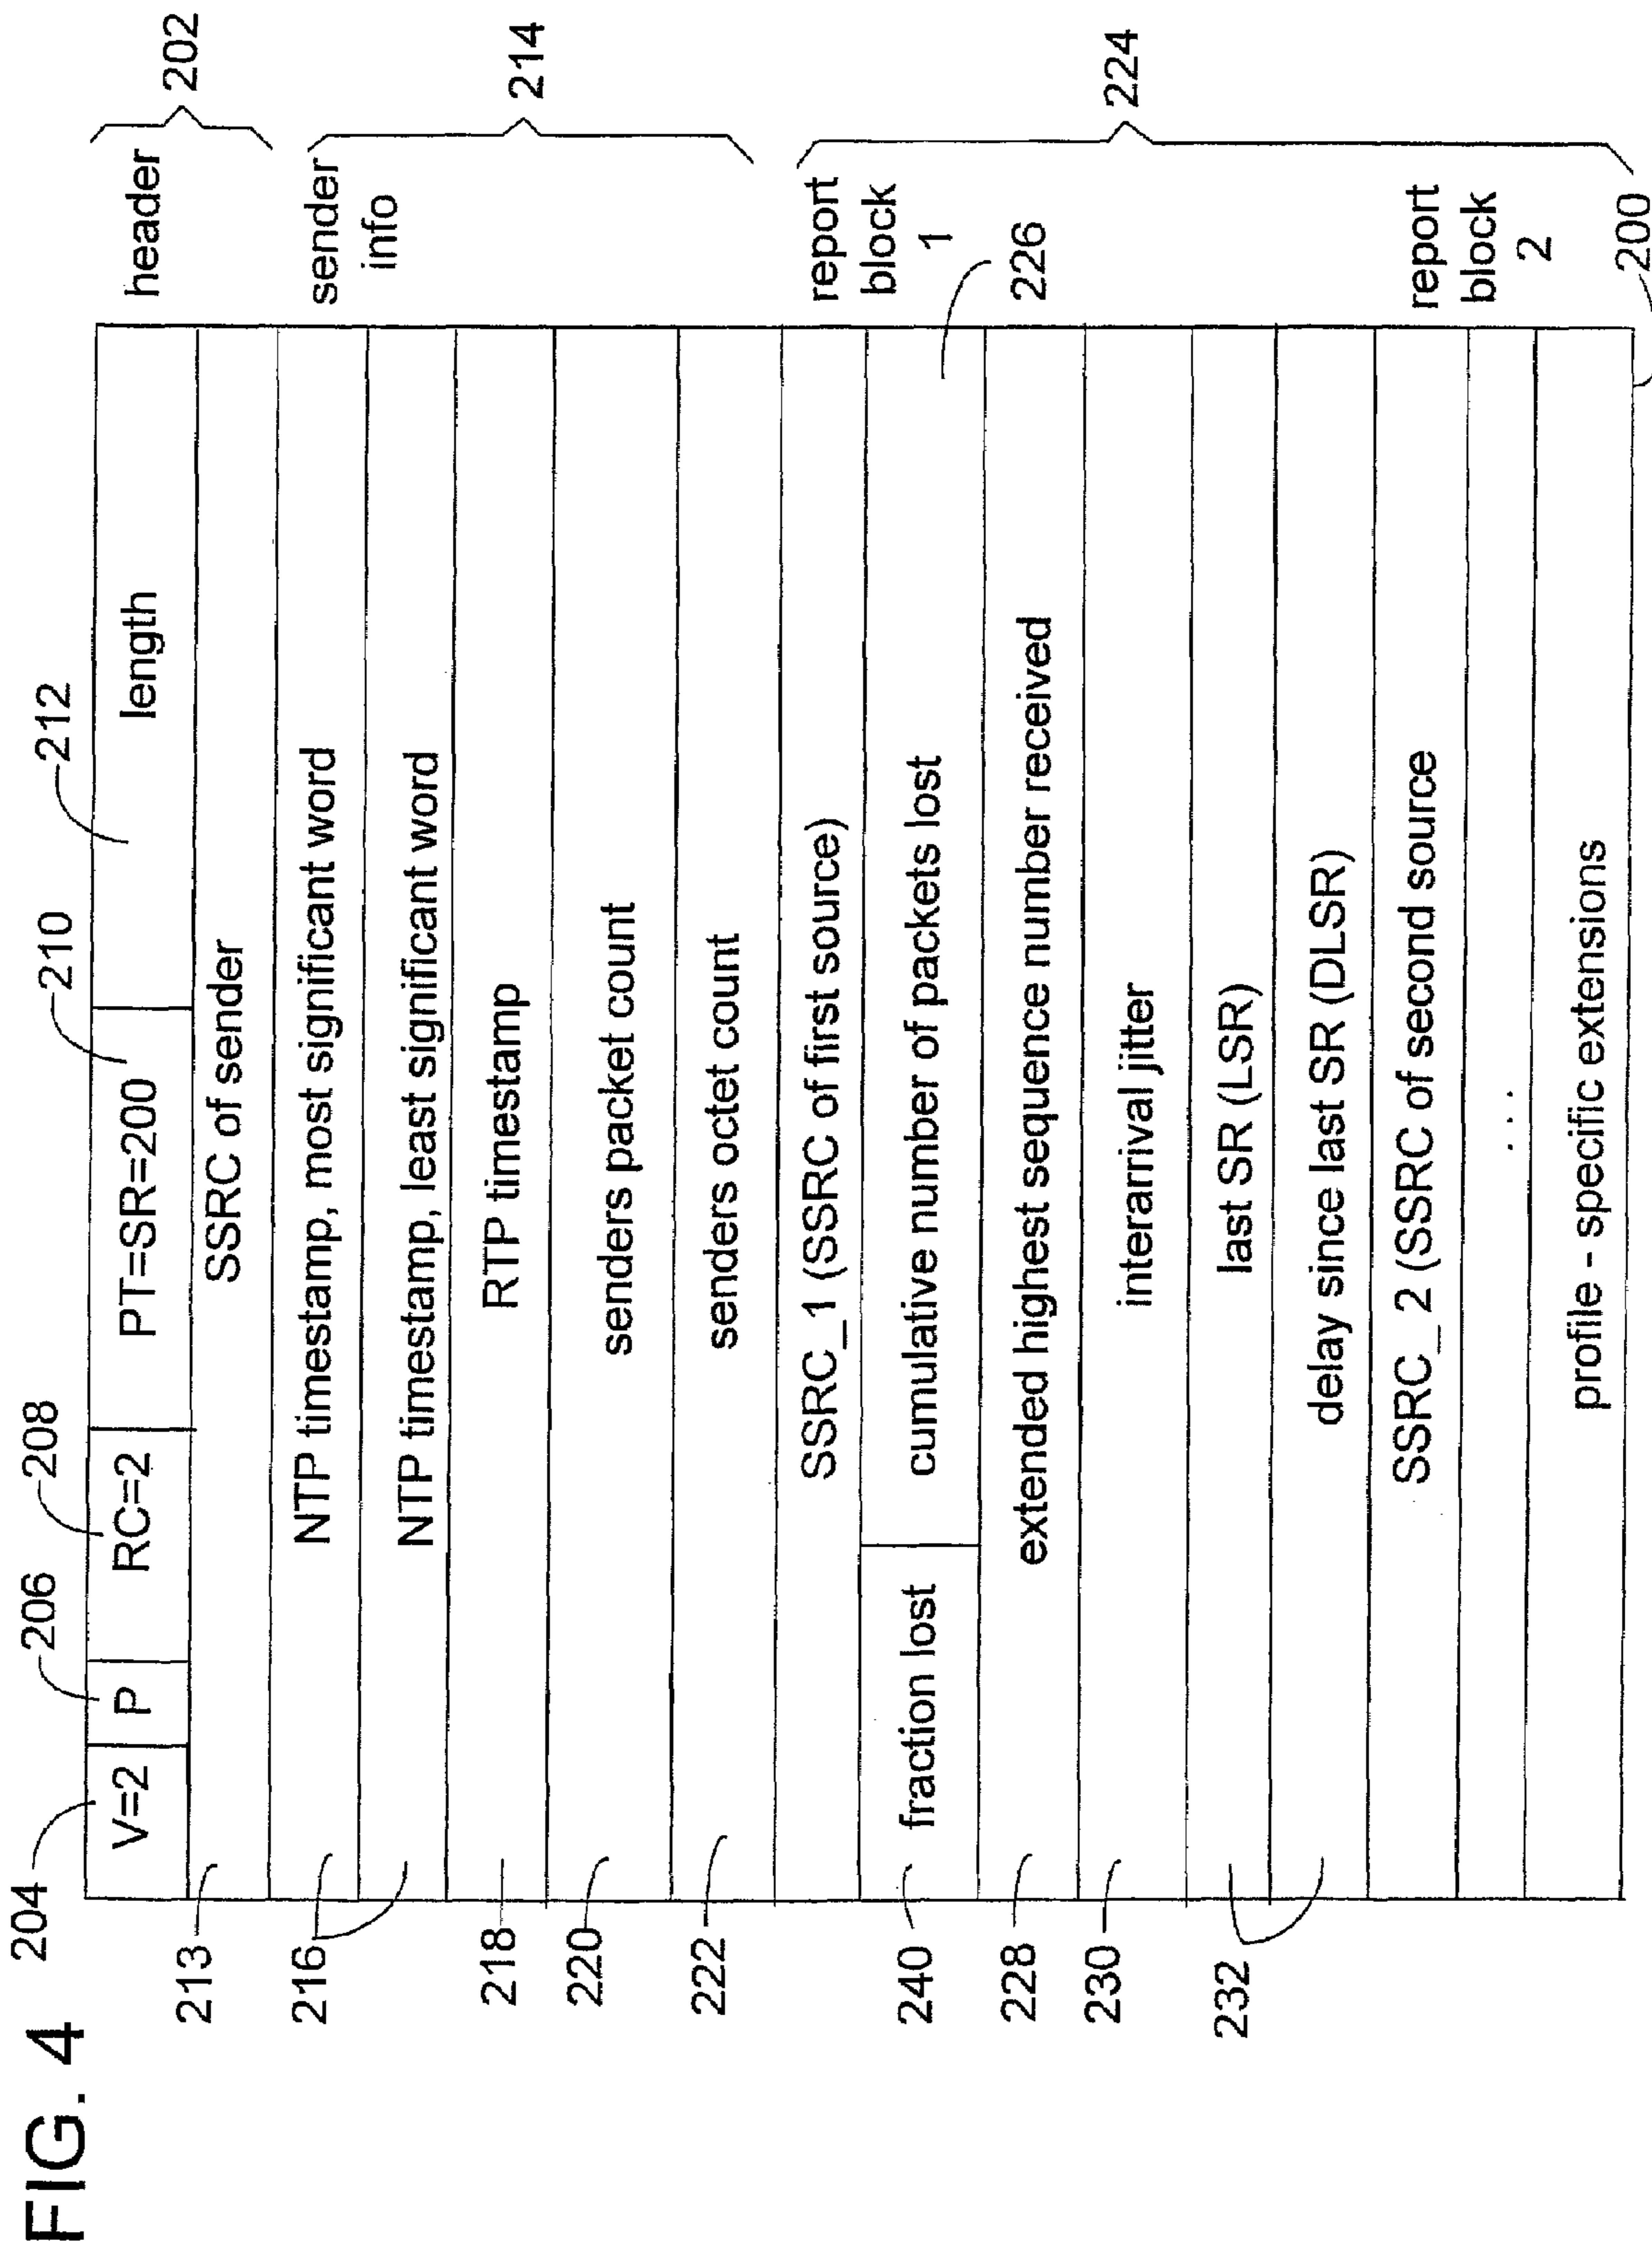 FIG. 4
204
206
208
210
212
V=2
P
RC=2
PT=SR=200
length
header
202
213
SSRC of sender
216
NTP timestamp, most significant word
sender
info
214
NTP timestamp, least significant word
218
RTP timestamp
220
senders packet count
222
senders octet count
SSRC_1 (SSRC of first source)
report
block
1
224
240
fraction lost
cumulative number of packets lost
226
228
extended highest sequence number received
230
interarrival jitter
232
last SR (LSR)
delay since last SR (DLSR)
SSRC_2 (SSRC of second source
report
block
2
...
profile - specific extensions
200